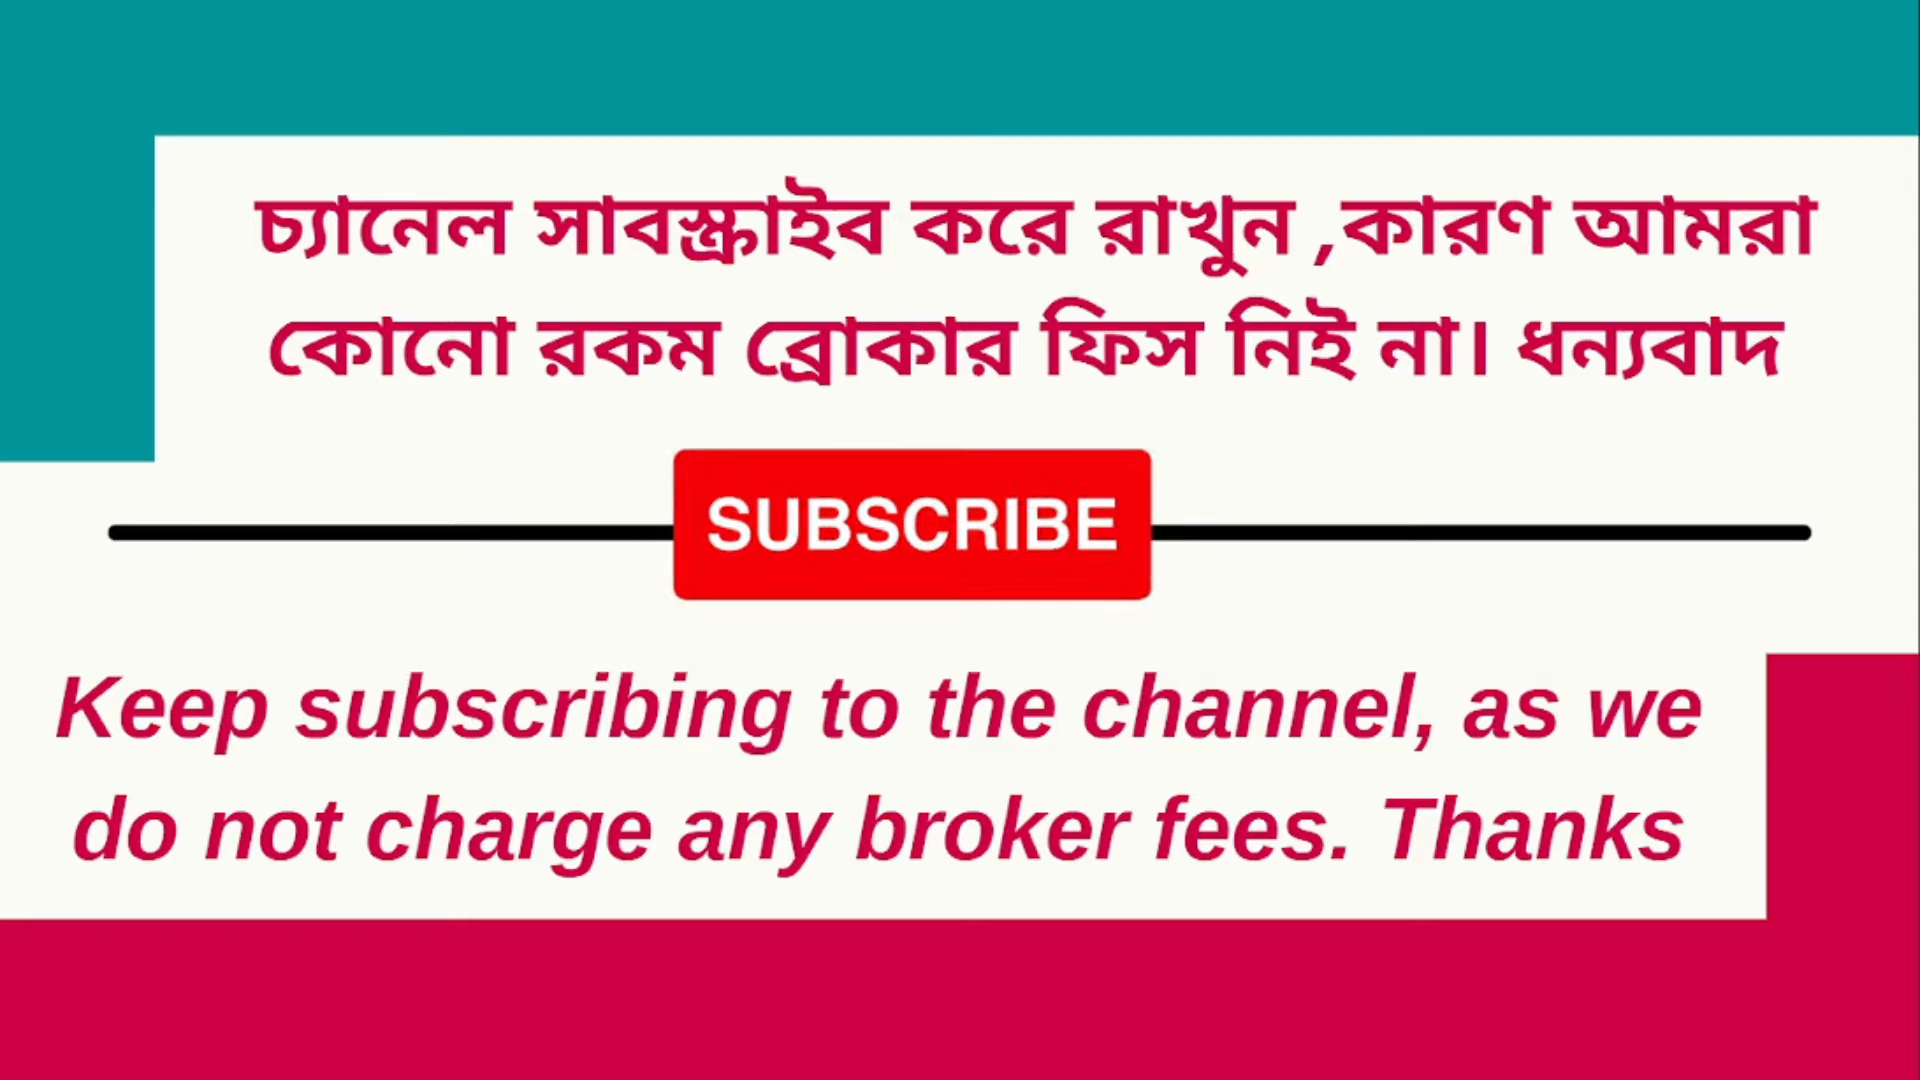 চ্যানেল সাবস্ক্রাইব করে রাখুন ,কারণ আমরা
কোনো রকম ব্রোকার ফিস নিই না। ধন্যবাদ
SUBSCRIBE
Keep subscribing to the channel, as we
do not charge any broker fees. Thanks